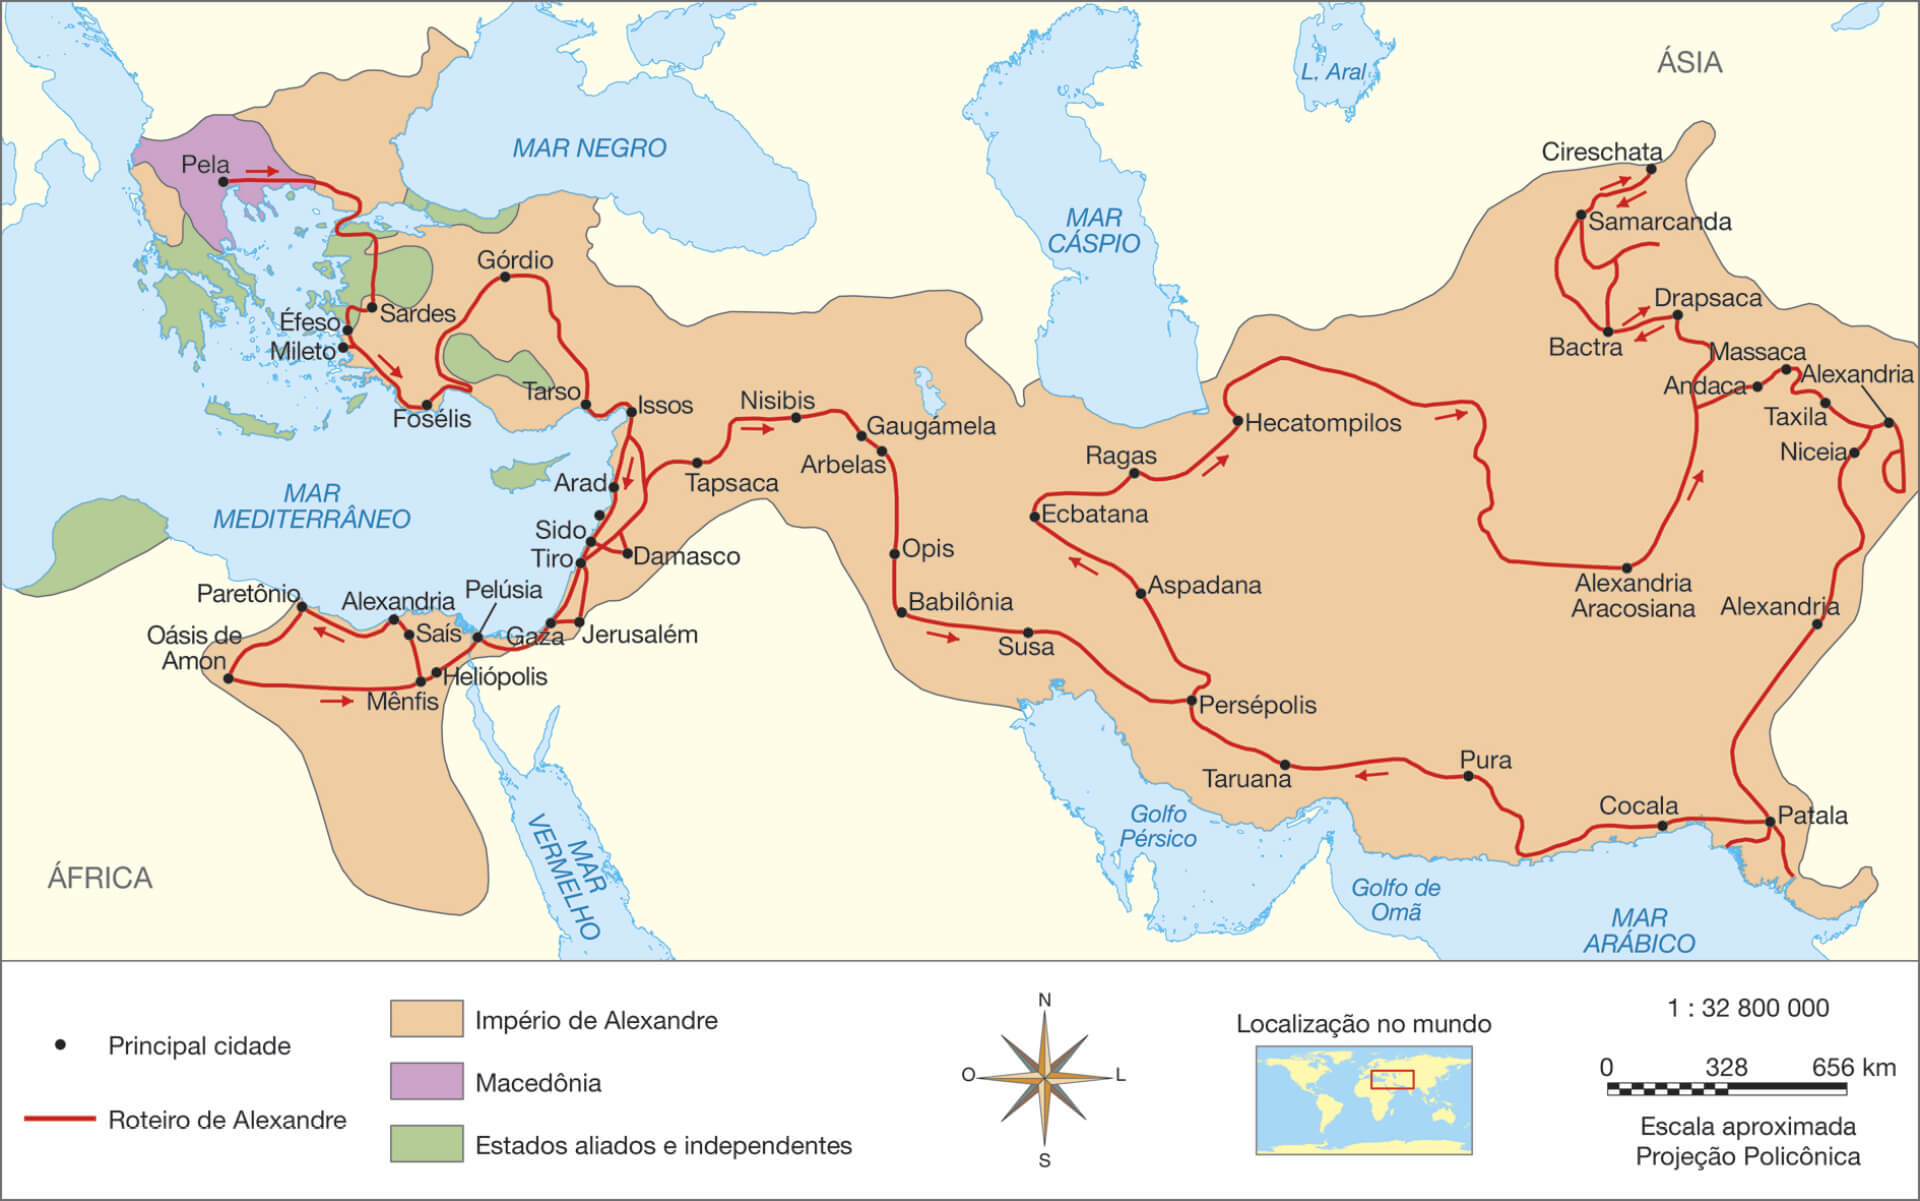 ÁSIA
L. Aral
MAR NEGRO
MAR
CÁSPIO
Cireschata
Samarcanda
Pela
Górdio
Drapsaca
Éfeso
Sardes
Mileto
Bactra
Massaca
Andaca
Alexandria
Fosélis
Tarso
Issos
Nisibis
Gaugámela
Arbelas
Hecatompilos
Taxila
Niceia
Ragas
Arad
Tapsaca
MAR
MEDITERRÂNEO
Ecbatana
Sido
Tiro
Damasco
Opis
Aspadana
Alexandria
Aracosiana
Alexandria
Paretônio
Alexandria
Pelúsia
Babilônia
Oásis de
Amon
Saís
Gaza
Jerusalém
Susa
Heliópolis
Mênfis
Persépolis
Taruana
Pura
Cocala
Patala
Golfo
Pérsico
MAR
VERMELHO
ÁFRICA
Golfo de
Omã
MAR
ARÁBICO
Principal cidade
Roteiro de Alexandre
Império de Alexandre
Macedônia
Estados aliados e independentes
N
O
L
S
Localização no mundo
1 : 32 800 000
0 328 656 km
Escala aproximada
Projeção Policônica